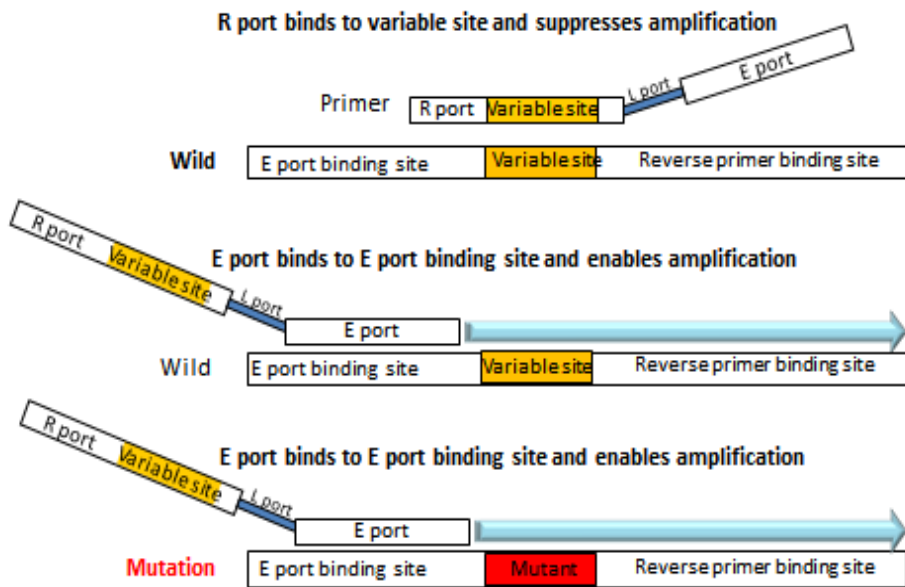 R port binds to variable site and suppresses amplification
E port
L port
Primer R port Variable site
Wild E port binding site Variable site Reverse primer binding site
R port
Variable site
E port binds to E port binding site and enables amplification
L port
E port
Wild E port binding site Variable site Reverse primer binding site
R port
Variable site
E port binds to E port binding site and enables amplification
L port
E port
Mutation E port binding site Mutant Reverse primer binding site